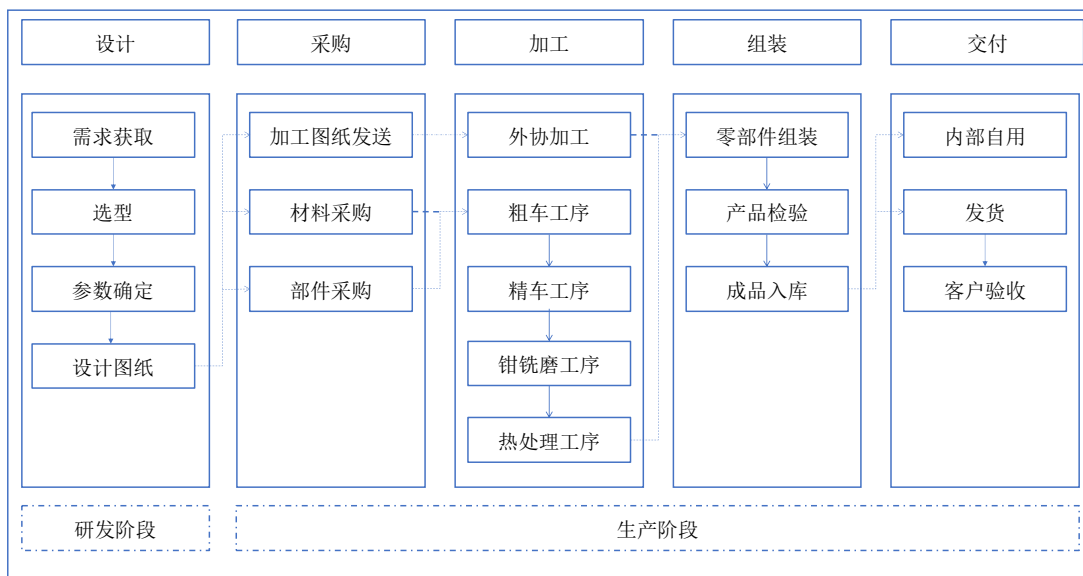 设计
采购
加工
组装
交付
需求获取
选型
参数确定
设计图纸
加工图纸发送
材料采购
部件采购
外协加工
粗车工序
精车工序
钳铣磨工序
热处理工序
零部件组装
产品检验
成品入库
内部自用
发货
客户验收
研发阶段
生产阶段